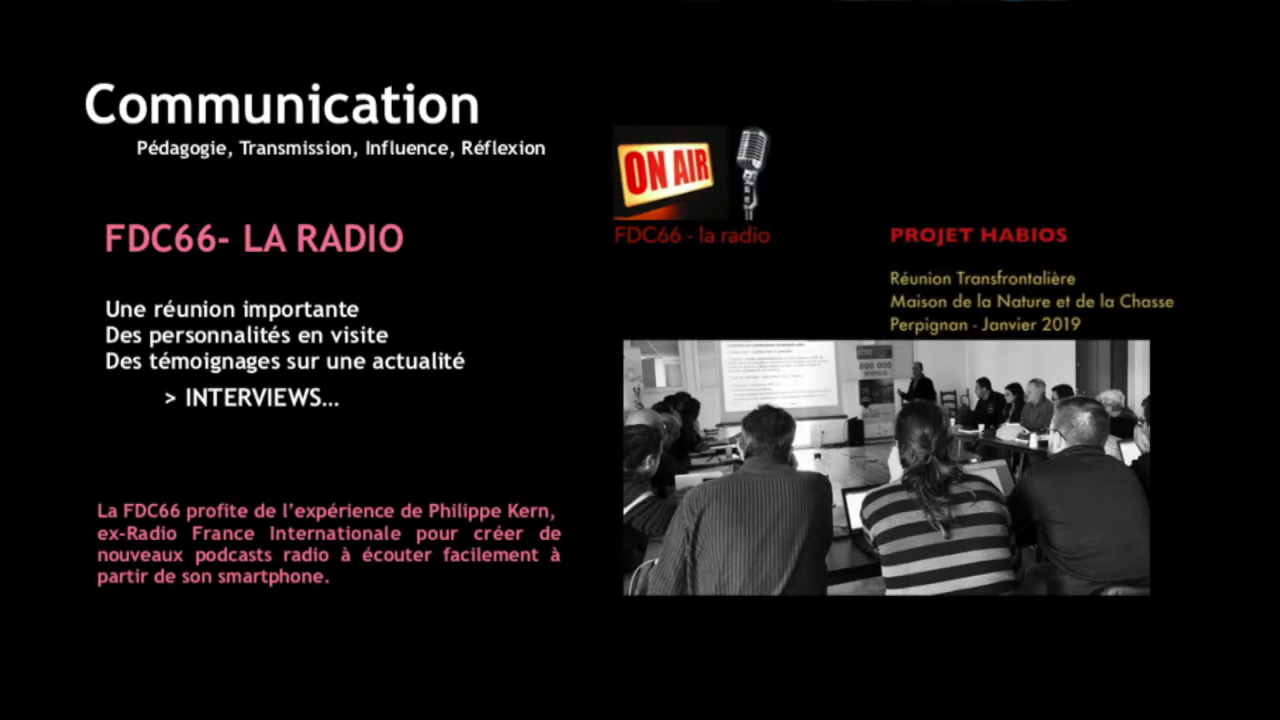 Communication
Pédagogie, Transmission, Influence, Réflexion
FDC66- LA RADIO
Une réunion importante
Des personnalités en visite
Des témoignages sur une actualité
> INTERVIEWS...
La FDC66 profite de l'expérience de Philippe Kern,
ex-Radio France Internationale pour créer de
nouveaux podcasts radio à écouter facilement à
partir de son smartphone.
ON AIR
FDC66 - la radio
PROJET HABIOS
Réunion Transfrontalière
Maison de la Nature et de la Chasse
Perpignan - Janvier 2019
600 000